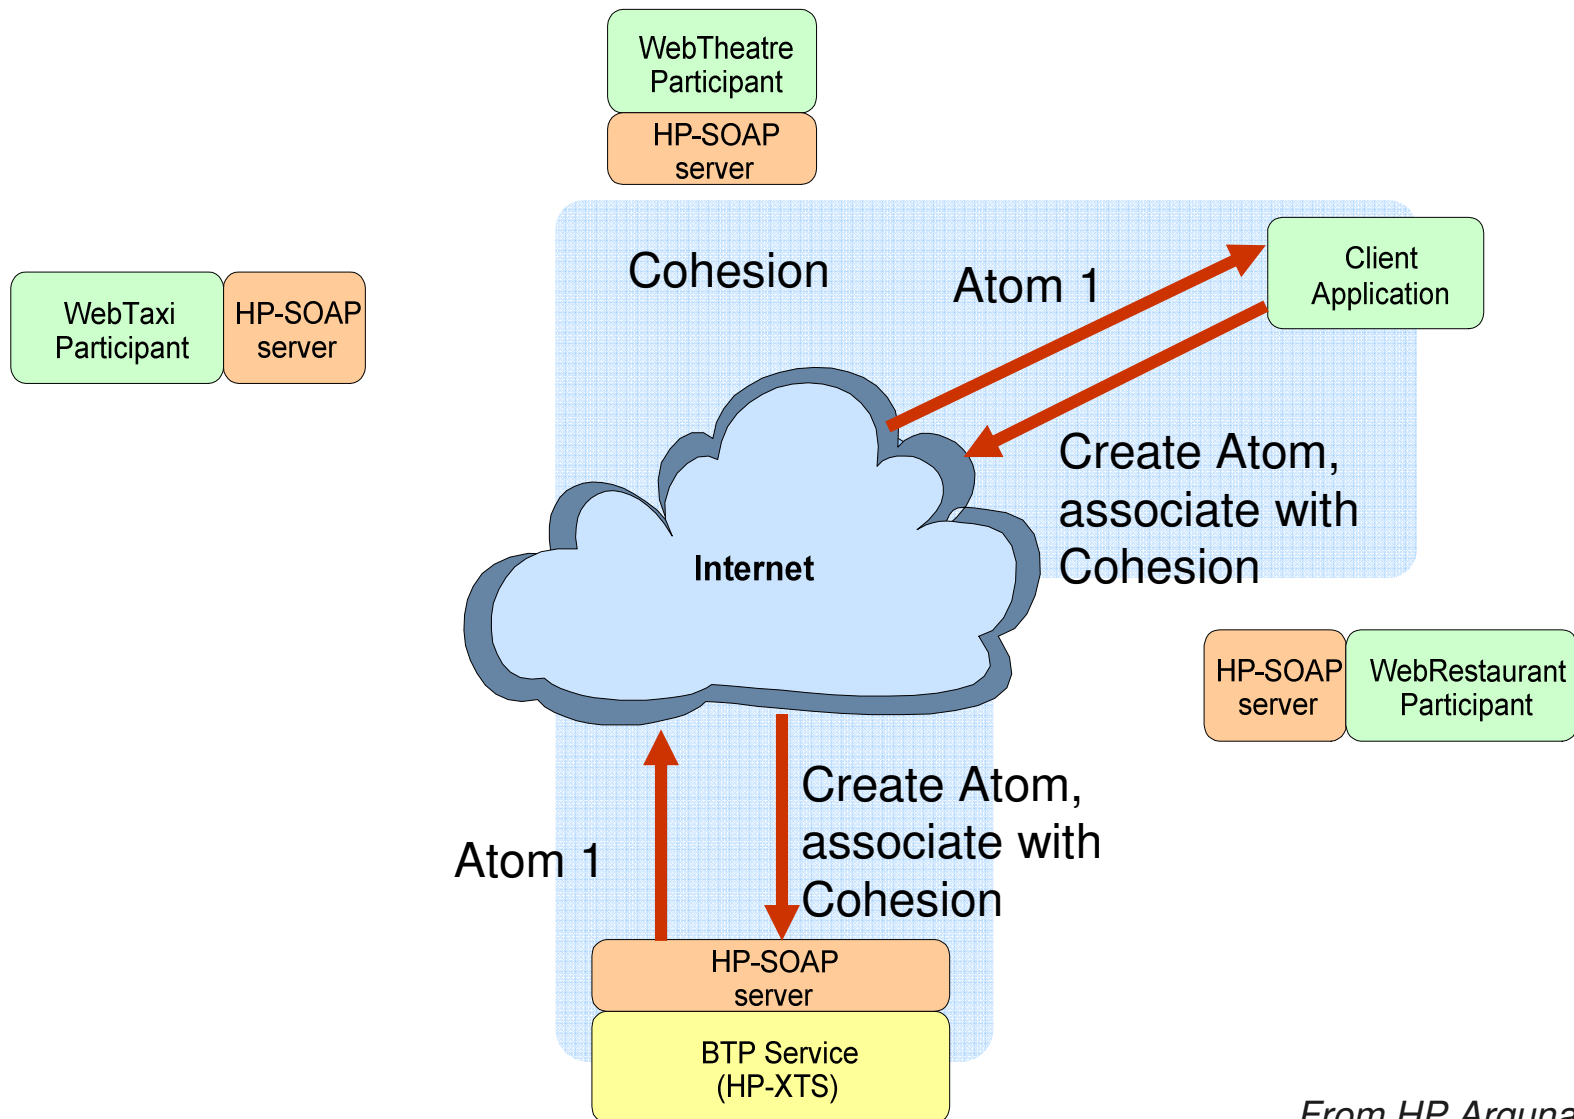 WebTheatre
Participant
HP-SOAP
server
Cohesion
Atom 1
Client
Application
WebTaxi
Participant
HP-SOAP
server
Create Atom,
associate with
Cohesion
Internet
HP-SOAP
server
WebRestaurant
Participant
Create Atom,
associate with
Cohesion
Atom 1
HP-SOAP
server
BTP Service
(HP-XTS)
From HP Arjuna